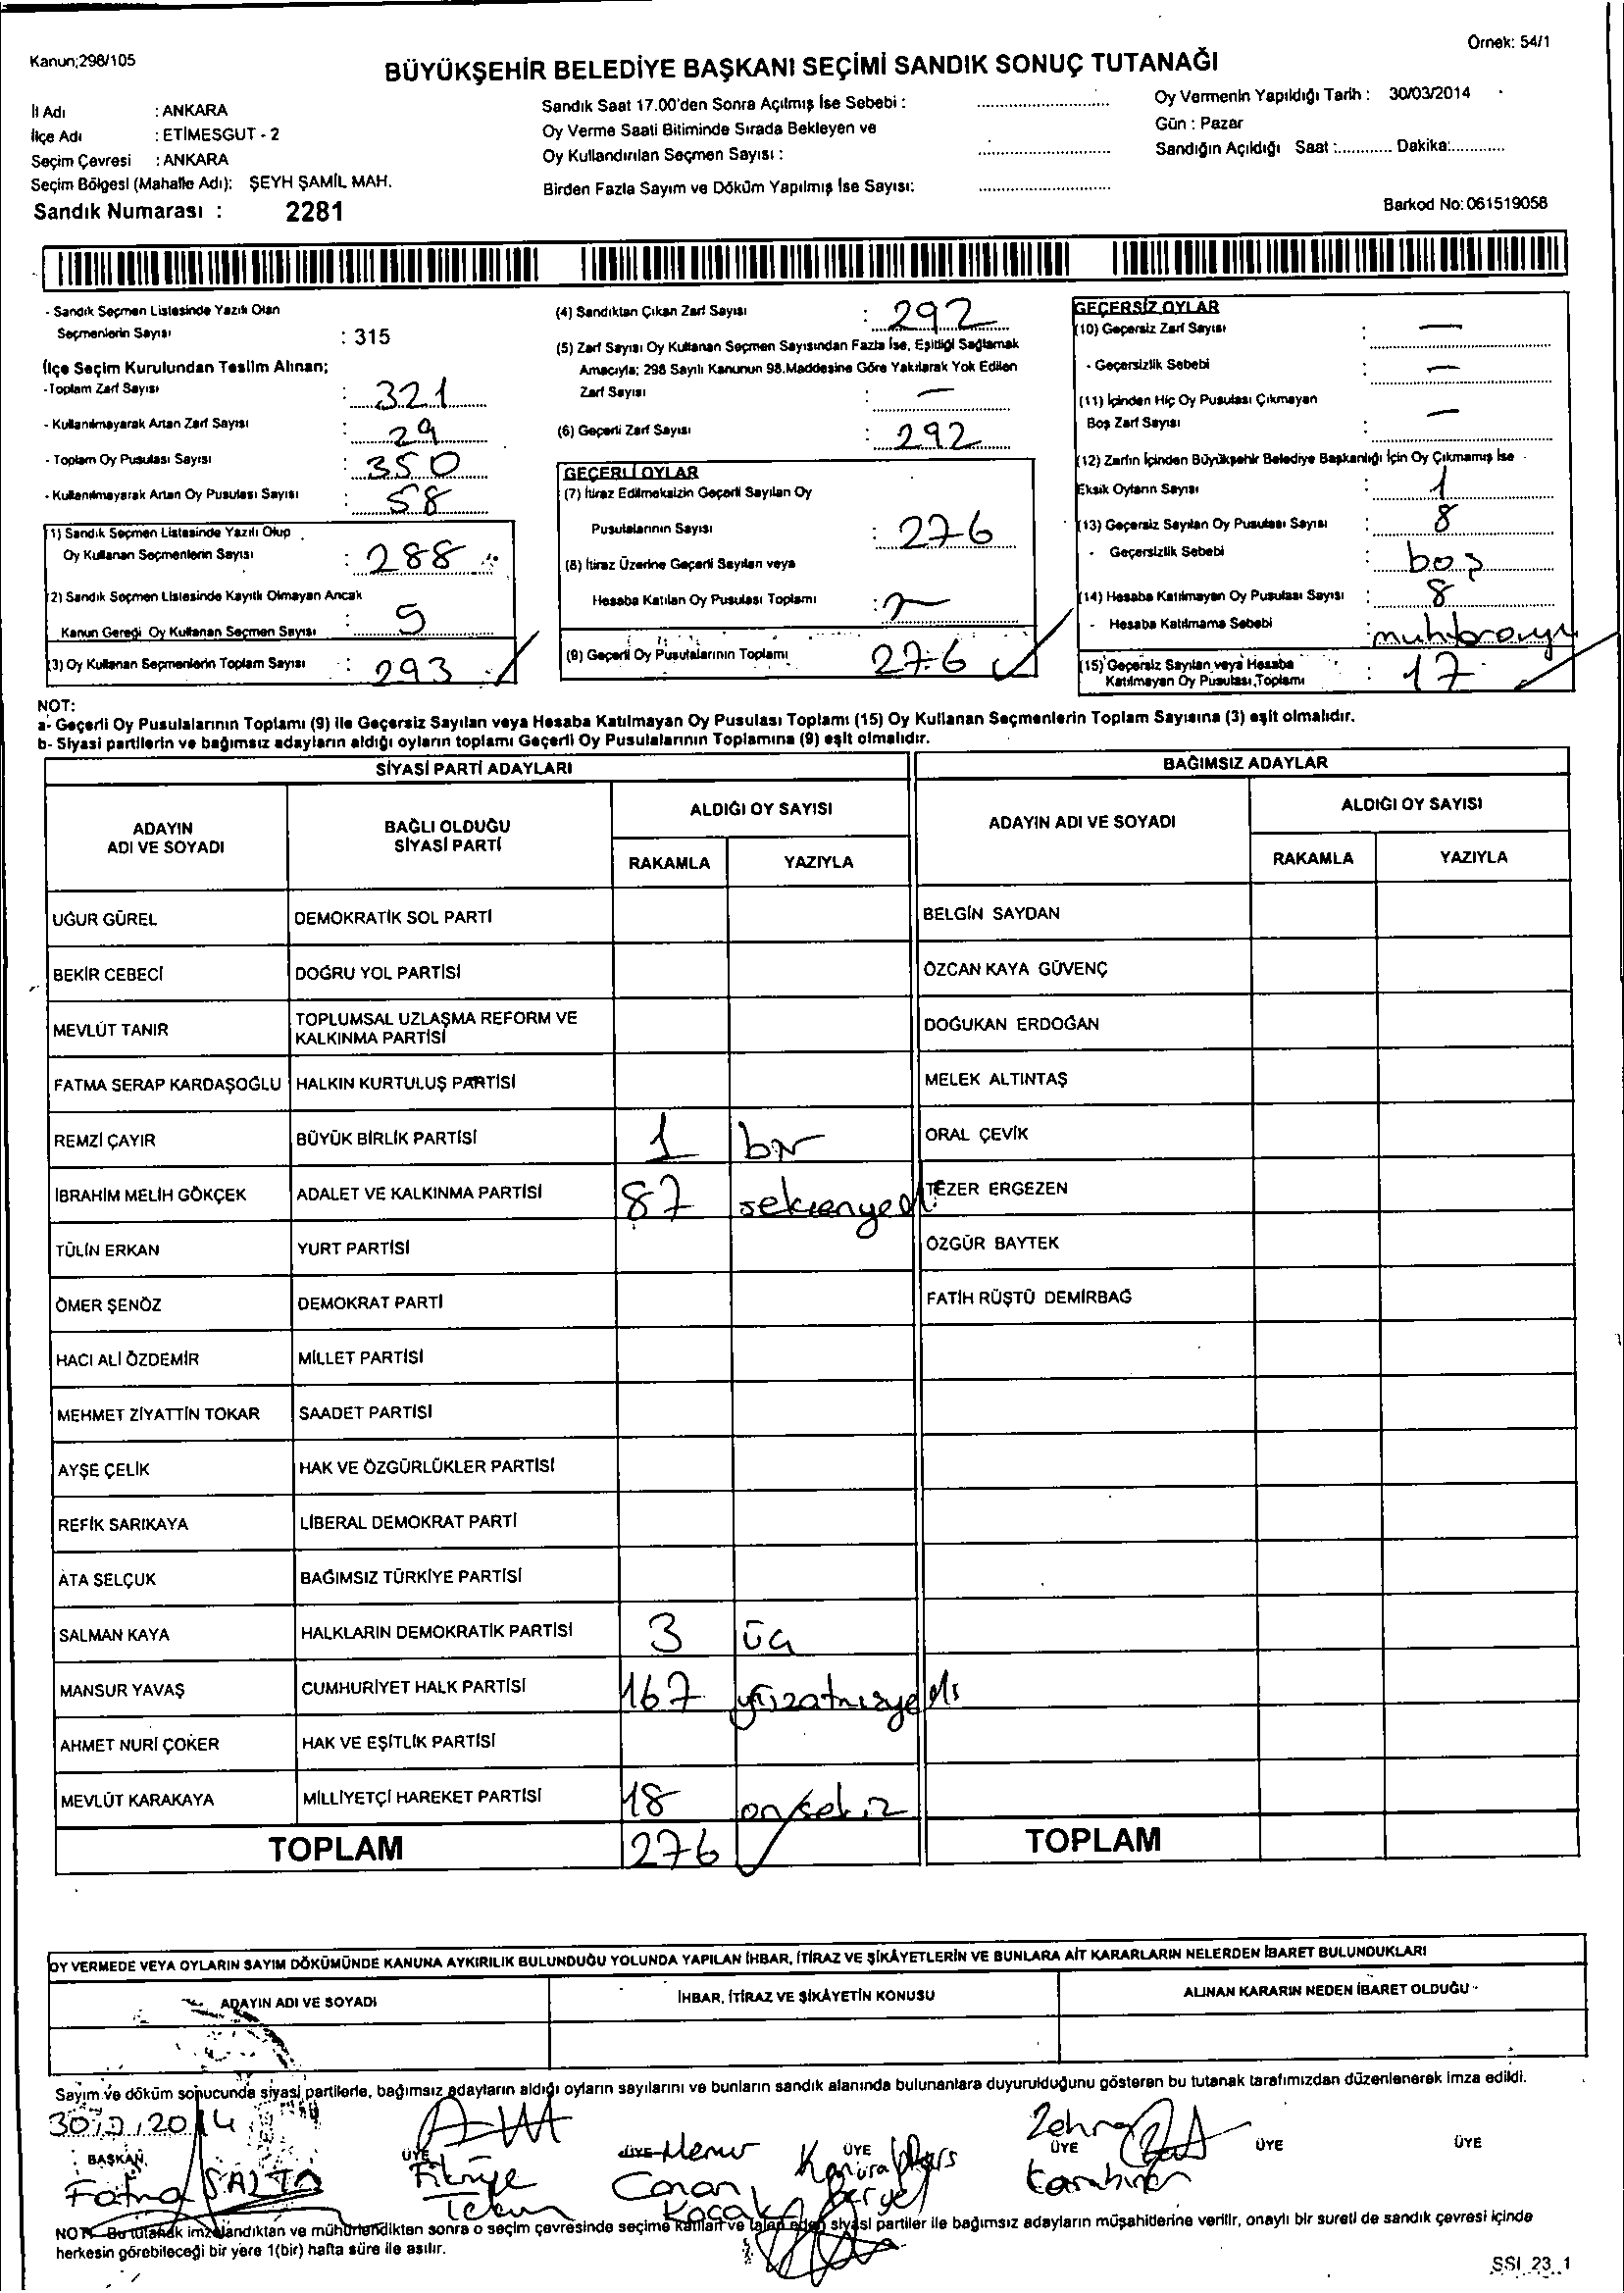 Kanun;298/105
Örnek: 54/1
BÜYÜKŞEHİR BELEDİYE BAŞKANI SEÇİMİ SANDIK SONUÇ TUTANAĞI
İl Adı : ANKARA
İlçe Adı : ETİMESGUT - 2
Seçim Çevresi : ANKARA
Seçim Bölgesi (Mahalle Adı): ŞEYH ŞAMİL MAH.
Sandık Numarası : 2281
Sandık Saat 17.00'den Sonra Açılmış İse Sebebi :
Oy Verme Saati Bitiminde Sırada Bekleyen ve
Oy Kullandırılan Seçmen Sayısı :
Birden Fazla Sayım ve Döküm Yapılmış İse Sayısı:
Oy Vermenin Yapıldığı Tarih : 30/03/2014
Gün : Pazar
Sandığın Açıldığı Saat :............ Dakika:............
Barkod No: 061519058
- Sandık Seçmen Listesinde Yazılı Olan
Seçmenlerin Sayısı : 315
İlçe Seçim Kurulundan Teslim Alınan;
-Toplam Zarf Sayısı : 321
- Kullanılmayarak Artan Zarf Sayısı : 29
- Toplam Oy Pusulası Sayısı : 350
- Kullanılmayarak Artan Oy Pusulası Sayısı : 58
(1) Sandık Seçmen Listesinde Yazılı Olup
Oy Kullanan Seçmenlerin Sayısı : 288
(2) Sandık Seçmen Listesinde Kayıtlı Olmayan Ancak
Kanun Gereği Oy Kullanan Seçmen Sayısı : 5
(3) Oy Kullanan Seçmenlerin Toplam Sayısı : 293
(4) Sandıktan Çıkan Zarf Sayısı : 292
(5) Zarf Sayısı Oy Kullanan Seçmen Sayısından Fazla İse, Eşitliği Sağlamak
Amacıyla; 298 Sayılı Kanunun 98.Maddesine Göre Yakılarak Yok Edilen
Zarf Sayısı : —
(6) Geçerli Zarf Sayısı : 292
GEÇERLİ OYLAR
(7) İtiraz Edilmeksizin Geçerli Sayılan Oy
Pusulalarının Sayısı : 276
(8) İtiraz Üzerine Geçerli Sayılan veya
Hesaba Katılan Oy Pusulası Toplamı :
(9) Geçerli Oy Pusulalarının Toplamı 276
GEÇERSİZ OYLAR
(10) Geçersiz Zarf Sayısı : —
- Geçersizlik Sebebi : —
(11) İçinden Hiç Oy Pusulası Çıkmayan
Boş Zarf Sayısı : —
(12) Zarfın İçinden Büyükşehir Belediye Başkanlığı İçin Oy Çıkmamış İse
Eksik Oyların Sayısı : 1
(13) Geçersiz Sayılan Oy Pusulası Sayısı : 8
- Geçersizlik Sebebi : boş
(14) Hesaba Katılmayan Oy Pusulası Sayısı : 8
- Hesaba Katılmama Sebebi :
(15) Geçersiz Sayılan veya Hesaba
Katılmayan Oy Pusulası Toplamı : 17
NOT:
a- Geçerli Oy Pusulalarının Toplamı (9) ile Geçersiz Sayılan veya Hesaba Katılmayan Oy Pusulası Toplamı (15) Oy Kullanan Seçmenlerin Toplam Sayısına (3) eşit olmalıdır.
b- Siyasi partilerin ve bağımsız adayların aldığı oyların toplamı Geçerli Oy Pusulalarının Toplamına (9) eşit olmalıdır.
SİYASİ PARTİ ADAYLARI
ADAYIN ADI VE SOYADI
BAĞLI OLDUĞU SİYASİ PARTİ
ALDIĞI OY SAYISI
RAKAMLA YAZIYLA
UĞUR GÜREL DEMOKRATİK SOL PARTİ
BEKİR CEBECİ DOĞRU YOL PARTİSİ
MEVLÜT TANIR TOPLUMSAL UZLAŞMA REFORM VE KALKINMA PARTİSİ
FATMA SERAP KARDAŞOĞLU HALKIN KURTULUŞ PARTİSİ
REMZİ ÇAYIR BÜYÜK BİRLİK PARTİSİ 1 bir
İBRAHİM MELİH GÖKÇEK ADALET VE KALKINMA PARTİSİ 87 seksenyedi
TÜLİN ERKAN YURT PARTİSİ
ÖMER ŞENÖZ DEMOKRAT PARTİ
HACI ALİ ÖZDEMİR MİLLET PARTİSİ
MEHMET ZİYATTİN TOKAR SAADET PARTİSİ
AYŞE ÇELİK HAK VE ÖZGÜRLÜKLER PARTİSİ
REFİK SARIKAYA LİBERAL DEMOKRAT PARTİ
ATA SELÇUK BAĞIMSIZ TÜRKİYE PARTİSİ
SALMAN KAYA HALKLARIN DEMOKRATİK PARTİSİ 3 üç
MANSUR YAVAŞ CUMHURİYET HALK PARTİSİ 167 yüzatmışyedi
AHMET NURİ ÇOKER HAK VE EŞİTLİK PARTİSİ
MEVLÜT KARAKAYA MİLLİYETÇİ HAREKET PARTİSİ 18 onsekiz
TOPLAM 276
BAĞIMSIZ ADAYLAR
ADAYIN ADI VE SOYADI
ALDIĞI OY SAYISI
RAKAMLA YAZIYLA
BELGİN SAYDAN
ÖZCAN KAYA GÜVENÇ
DOĞUKAN ERDOĞAN
MELEK ALTINTAŞ
ORAL ÇEVİK
TEZER ERGEZEN
ÖZGÜR BAYTEK
FATİH RÜŞTÜ DEMİRBAĞ
TOPLAM
OY VERMEDE VEYA OYLARIN SAYIM DÖKÜMÜNDE KANUNA AYKIRILIK BULUNDUĞU YOLUNDA YAPILAN İHBAR, İTİRAZ VE ŞİKÂYETLERİN VE BUNLARA AİT KARARLARIN NELERDEN İBARET BULUNDUKLARI
ADAYIN ADI VE SOYADI
İHBAR, İTİRAZ VE ŞİKÂYETİN KONUSU
ALINAN KARARIN NEDEN İBARET OLDUĞU
Sayım ve döküm sonucunda siyasi partilerle, bağımsız adayların aldığı oyların sayılarını ve bunların sandık alanında bulunanlara duyurulduğunu gösteren bu tutanak tarafımızdan düzenlenerek imza edildi.
30.3.2014
BAŞKAN ÜYE ÜYE ÜYE ÜYE ÜYE ÜYE
Fatma SALTA
Fikriye Tekin
Canan
Zehra
NOT: Bu tutanak imzalandıktan ve mühürlendikten sonra o seçim çevresinde seçime katılan ve talep eden siyasi partiler ile bağımsız adayların müşahitlerine verilir, onaylı bir sureti de sandık çevresi içinde
herkesin görebileceği bir yere 1(bir) hafta süre ile asılır.
SSI_23_1